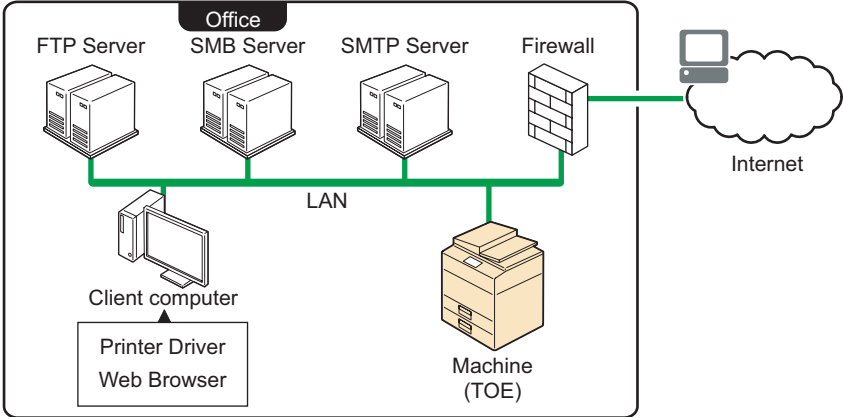 Office
FTP Server
SMB Server
SMTP Server
Firewall
Internet
LAN
Client computer
Printer Driver
Web Browser
Machine
(TOE)